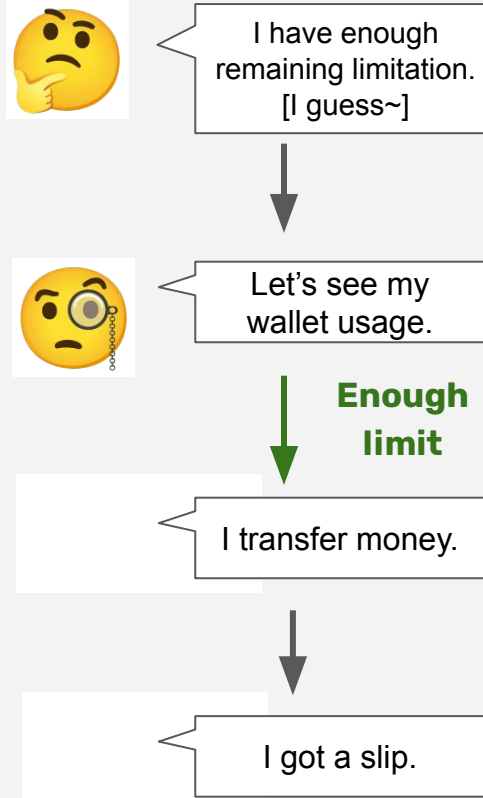 I have enough
remaining limitation.
[I guess~]
Let’s see my
wallet usage.
Enough
limit
I transfer money.
I got a slip.